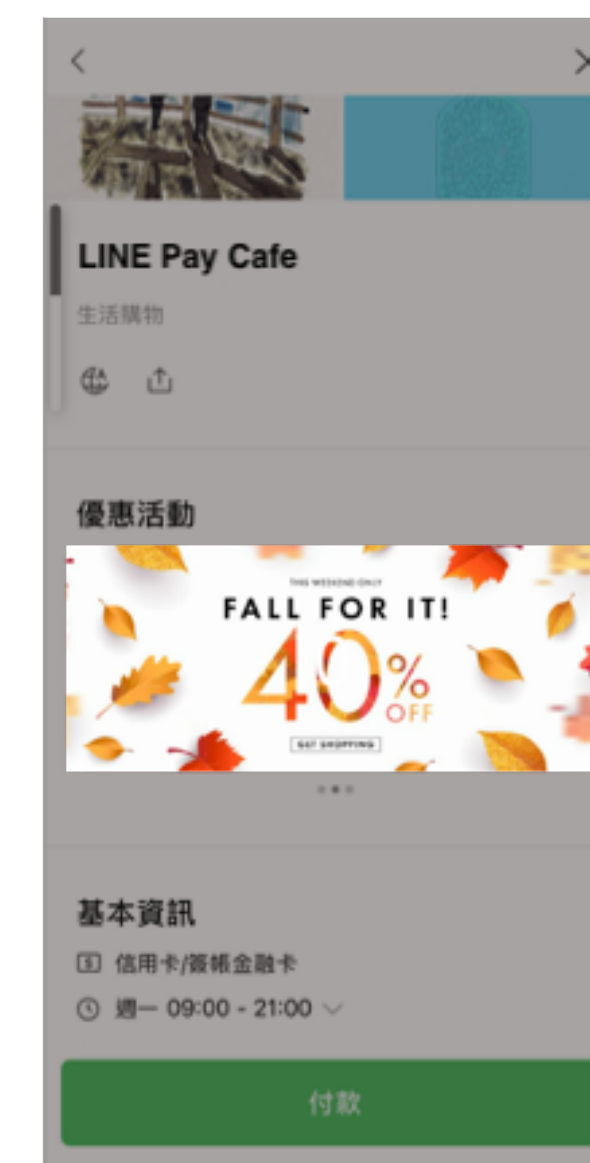 LINE Pay Cafe
生活購物
優惠活動
THIS WEEKEND ONLY
FALL FOR IT!
40%
OFF
GET SHOPPING
基本資訊
信用卡/簽帳金融卡
週一 09:00 - 21:00
付款